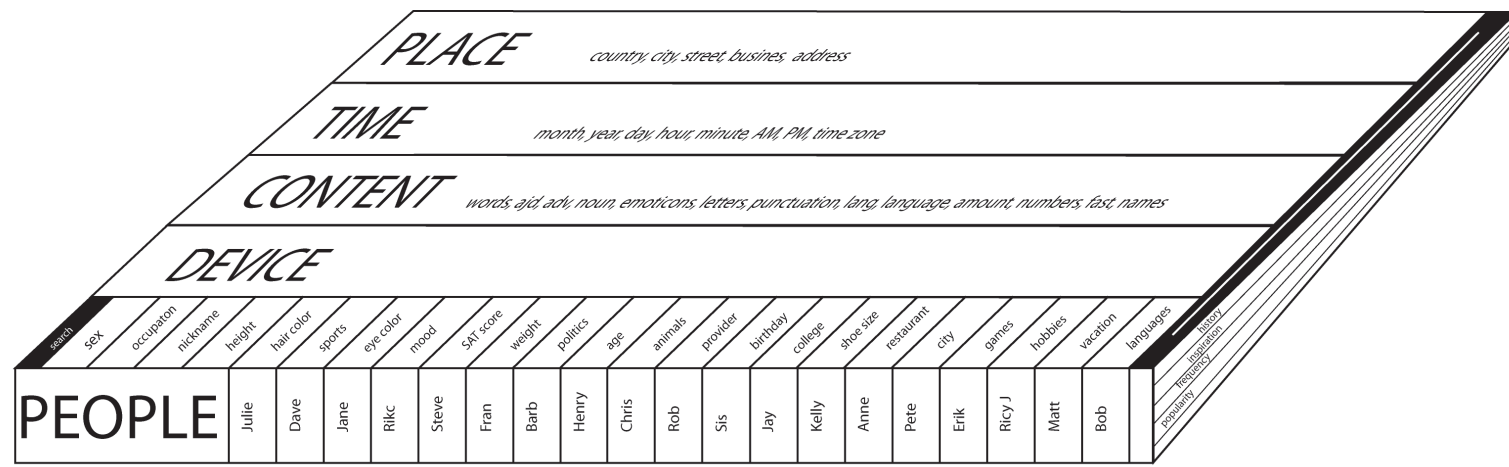 PLACE country, city, street, busines, address
TIME month, year, day, hour, minute, AM, PM, time zone
CONTENT words, ajd, adv, noun, emoticons, letters, punctuation, lang, language, amount, numbers, fast, names
DEVICE
search sex occupaton nickname height hair color sports eye color mood SAT score weight politics age animals provider birthday college shoe size restaurant city games hobbies vacation languages
history
inspiration
frequency
popularity
PEOPLE Julie Dave Jane Rikc Steve Fran Barb Henry Chris Rob Sis Jay Kelly Anne Pete Erik Ricy J Matt Bob